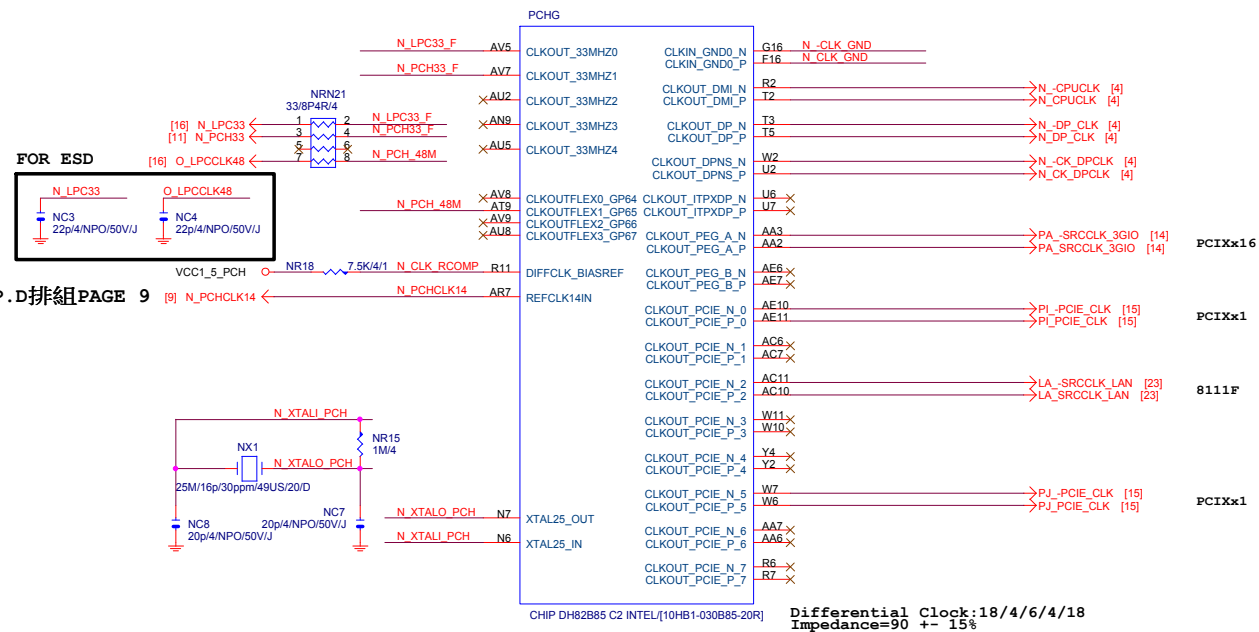 PCHG
N_LPC33_F AV5 CLKOUT_33MHZ0
N_PCH33_F AV7 CLKOUT_33MHZ1
AU2 CLKOUT_33MHZ2
AN9 CLKOUT_33MHZ3
AU5 CLKOUT_33MHZ4
NRN21
33/8P4R/4
[16] N_LPC33 1 2 N_LPC33_F
[11] N_PCH33 3 4 N_PCH33_F
5 6
[16] O_LPCCLK48 7 8 N_PCH_48M
FOR ESD
N_LPC33 O_LPCCLK48
NC3 NC4
22p/4/NPO/50V/J 22p/4/NPO/50V/J
AV8 CLKOUTFLEX0_GP64
N_PCH_48M AT9 CLKOUTFLEX1_GP65
AV9 CLKOUTFLEX2_GP66
AU8 CLKOUTFLEX3_GP67
VCC1_5_PCH NR18 7.5K/4/1 N_CLK_RCOMP R11 DIFFCLK_BIASREF
P.D排組PAGE 9 [9] N_PCHCLK14 N_PCHCLK14 AR7 REFCLK14IN
N_XTALI_PCH
NR15
1M/4
NX1 N_XTALO_PCH
25M/16p/30ppm/49US/20/D
NC8 NC7
20p/4/NPO/50V/J 20p/4/NPO/50V/J
N_XTALO_PCH N7 XTAL25_OUT
N_XTALI_PCH N6 XTAL25_IN
CLKIN_GND0_N G16 N_-CLK_GND
CLKIN_GND0_P F16 N_CLK_GND
CLKOUT_DMI_N R2 N_-CPUCLK [4]
CLKOUT_DMI_P T2 N_CPUCLK [4]
CLKOUT_DP_N T3 N_-DP_CLK [4]
CLKOUT_DP_P T5 N_DP_CLK [4]
CLKOUT_DPNS_N W2 N_-CK_DPCLK [4]
CLKOUT_DPNS_P U2 N_CK_DPCLK [4]
CLKOUT_ITPXDP_N U6
CLKOUT_ITPXDP_P U7
CLKOUT_PEG_A_N AA3 PA_-SRCCLK_3GIO [14]
CLKOUT_PEG_A_P AA2 PA_SRCCLK_3GIO [14]
PCIXx16
CLKOUT_PEG_B_N AE6
CLKOUT_PEG_B_P AE7
CLKOUT_PCIE_N_0 AE10 PI_-PCIE_CLK [15]
CLKOUT_PCIE_P_0 AE11 PI_PCIE_CLK [15]
PCIXx1
CLKOUT_PCIE_N_1 AC6
CLKOUT_PCIE_P_1 AC7
CLKOUT_PCIE_N_2 AC11 LA_-SRCCLK_LAN [23]
CLKOUT_PCIE_P_2 AC10 LA_SRCCLK_LAN [23]
8111F
CLKOUT_PCIE_N_3 W11
CLKOUT_PCIE_P_3 W10
CLKOUT_PCIE_N_4 Y4
CLKOUT_PCIE_P_4 Y2
CLKOUT_PCIE_N_5 W7 PJ_-PCIE_CLK [15]
CLKOUT_PCIE_P_5 W6 PJ_PCIE_CLK [15]
PCIXx1
CLKOUT_PCIE_N_6 AA7
CLKOUT_PCIE_P_6 AA6
CLKOUT_PCIE_N_7 R6
CLKOUT_PCIE_P_7 R7
CHIP DH82B85 C2 INTEL/[10HB1-030B85-20R]
Differential Clock:18/4/6/4/18
Impedance=90 +- 15%